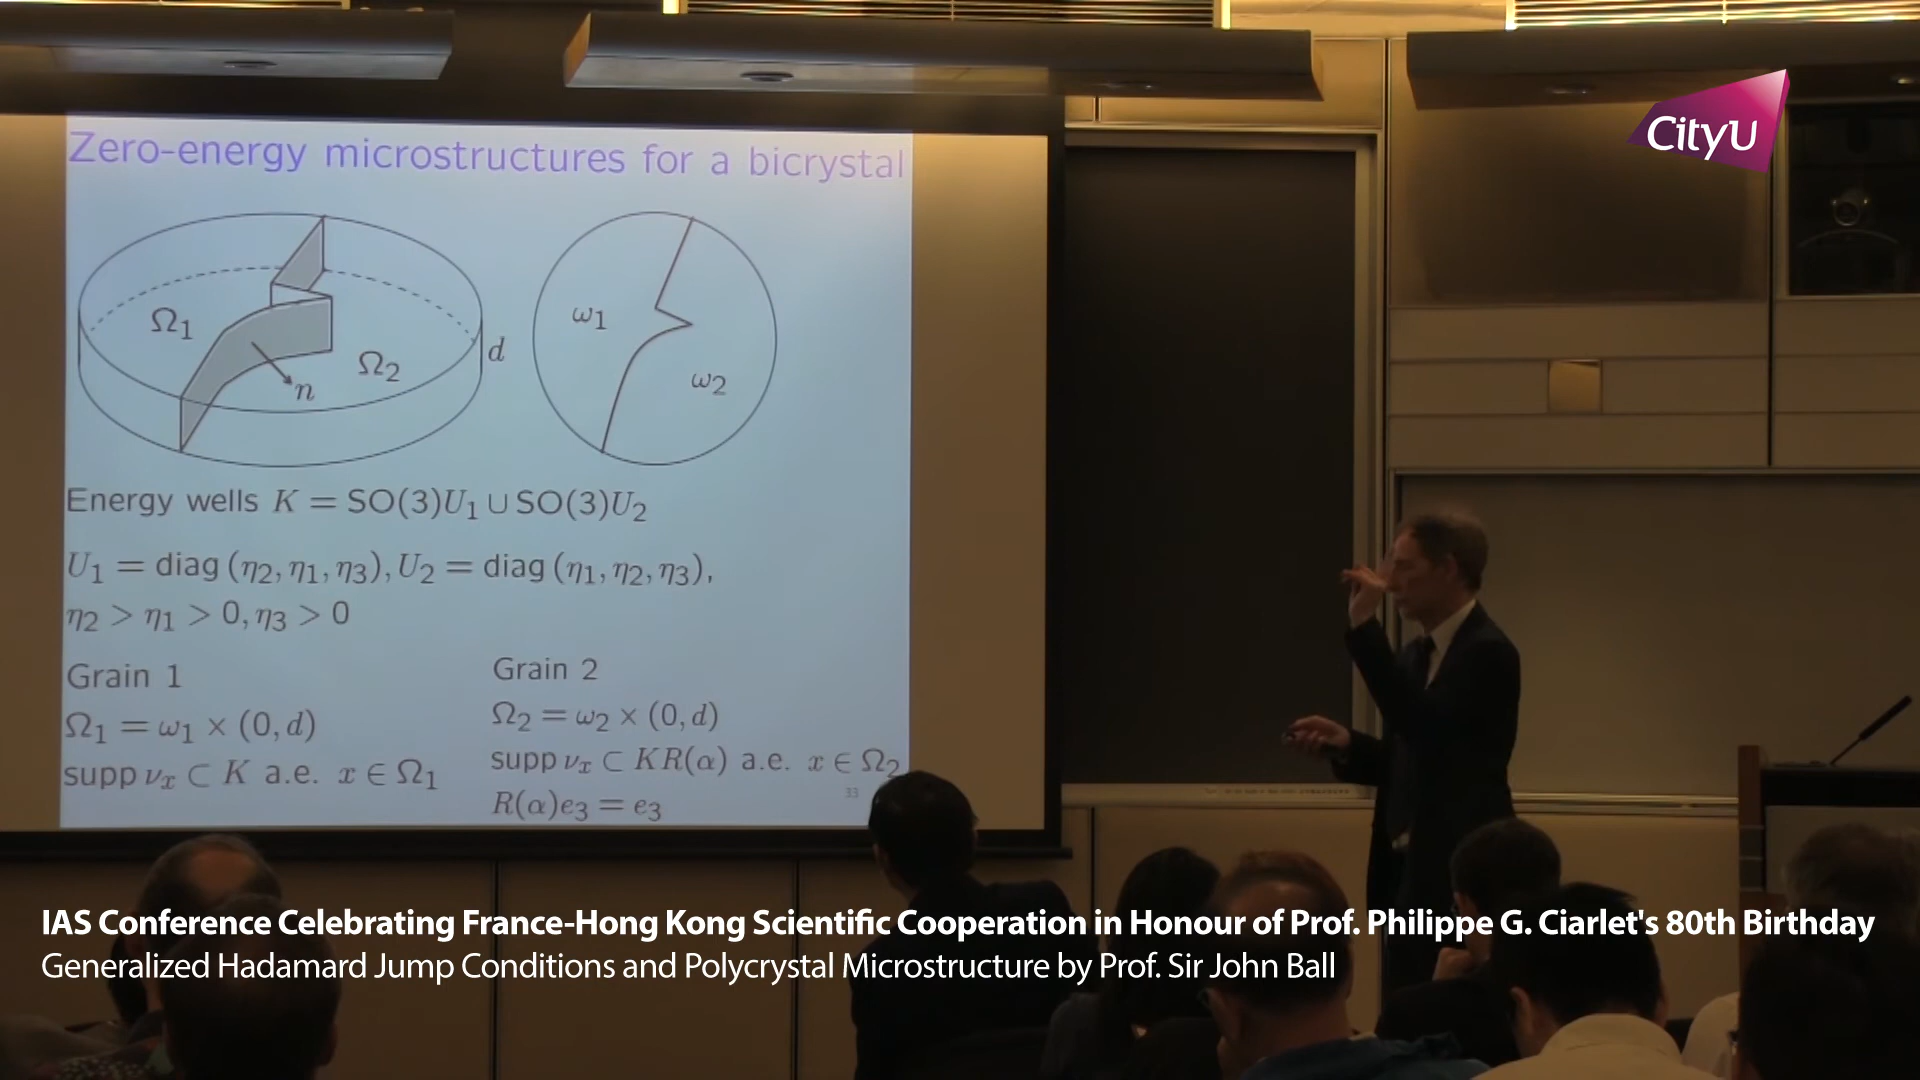 CityU
Zero-energy microstructures for a bicrystal
Ω₁
Ω₂
n
d
ω₁
ω₂
Energy wells K = SO(3)U₁ ∪ SO(3)U₂
U₁ = diag (η₂, η₁, η₃), U₂ = diag (η₁, η₂, η₃),
η₂ > η₁ > 0, η₃ > 0
Grain 1
Ω₁ = ω₁ × (0, d)
supp νₓ ⊂ K a.e. x ∈ Ω₁
Grain 2
Ω₂ = ω₂ × (0, d)
supp νₓ ⊂ KR(α) a.e. x ∈ Ω₂
R(α)e₃ = e₃
33
IAS Conference Celebrating France-Hong Kong Scientific Cooperation in Honour of Prof. Philippe G. Ciarlet's 80th Birthday
Generalized Hadamard Jump Conditions and Polycrystal Microstructure by Prof. Sir John Ball